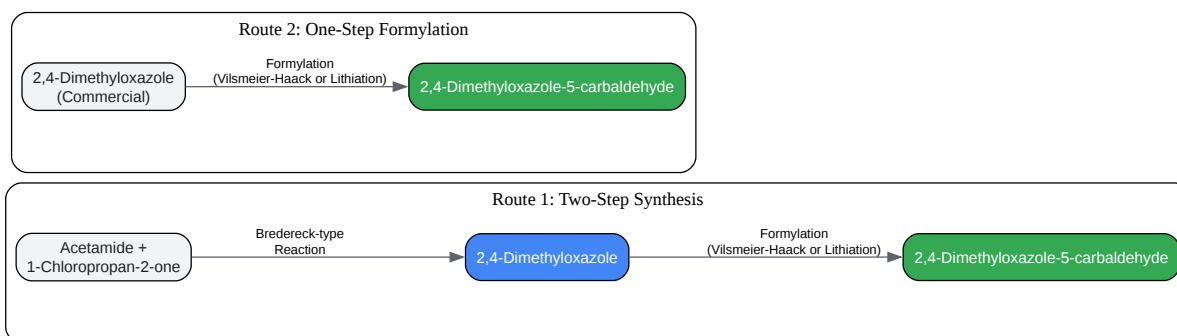 Route 2: One-Step Formylation
2,4-Dimethyloxazole
(Commercial)
Formylation
(Vilsmeier-Haack or Lithiation)
2,4-Dimethyloxazole-5-carbaldehyde
Route 1: Two-Step Synthesis
Acetamide +
1-Chloropropan-2-one
Bredereck-type
Reaction
2,4-Dimethyloxazole
Formylation
(Vilsmeier-Haack or Lithiation)
2,4-Dimethyloxazole-5-carbaldehyde